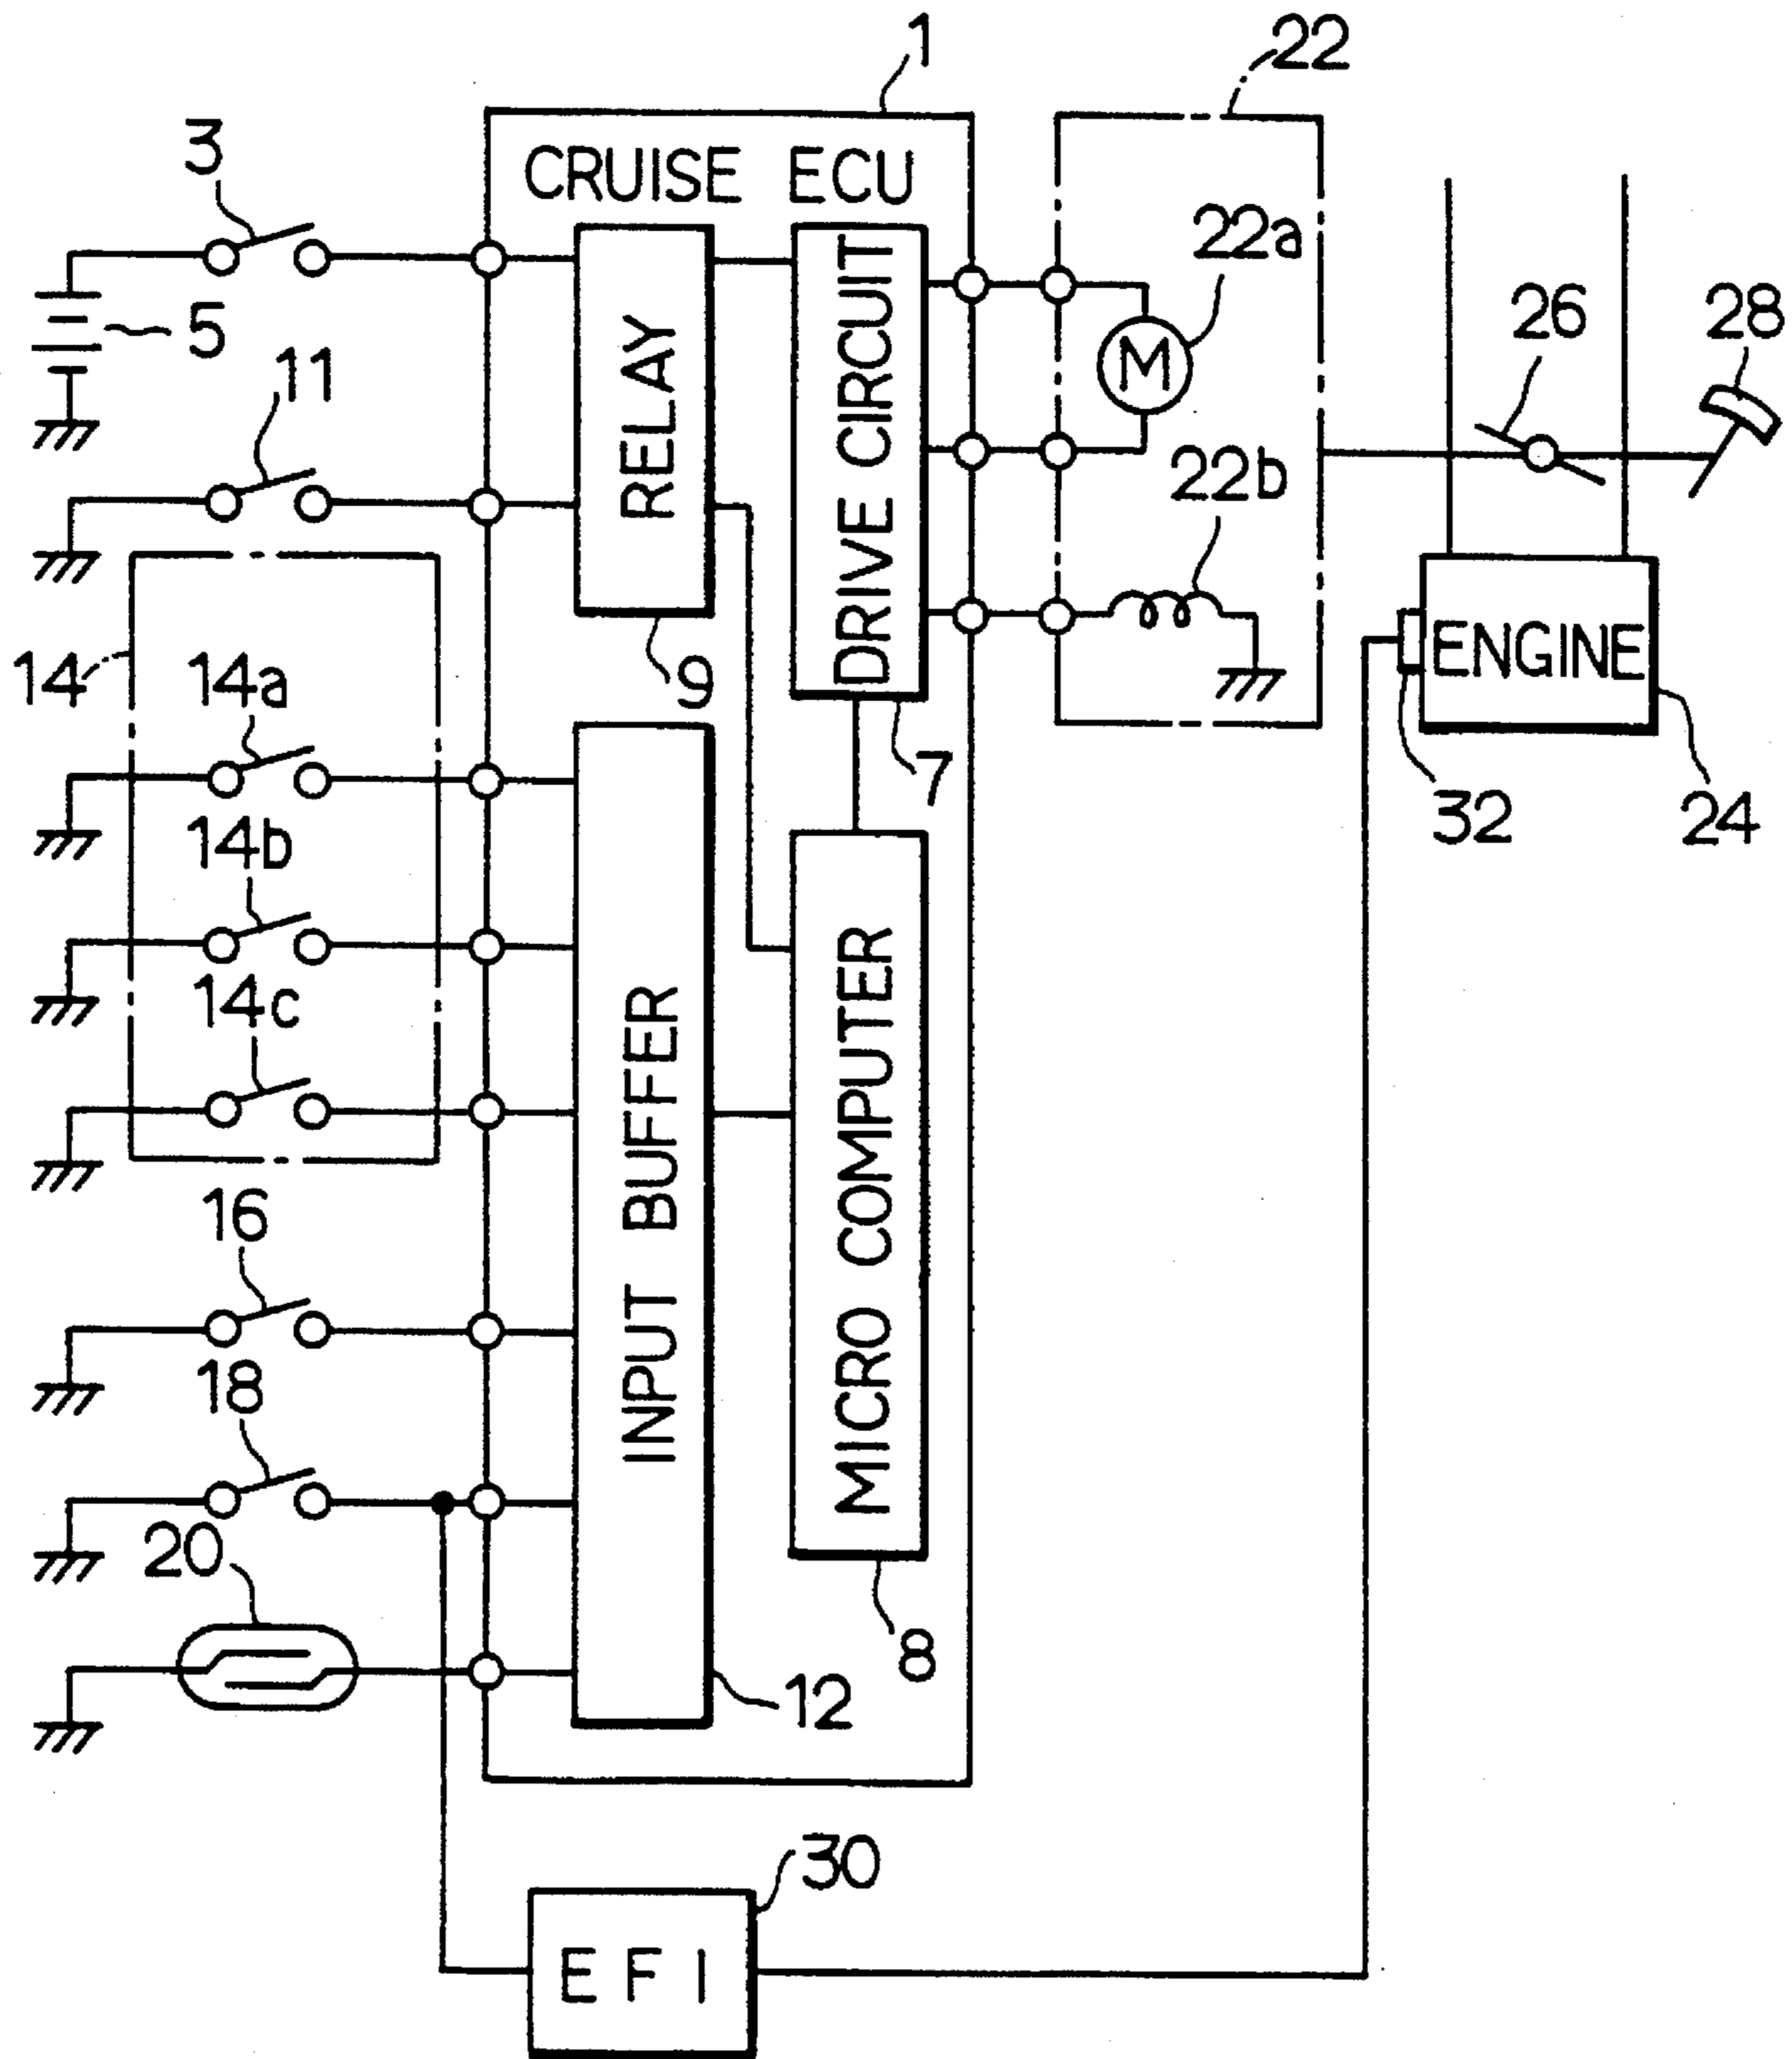 1
22
3
CRUISE ECU
22a
5
26
28
11
RELAY
DRIVE CIRCUIT
M
22b
14
14a
9
ENGINE
7
32
24
14b
14c
INPUT BUFFER
MICRO COMPUTER
16
18
20
8
12
30
EFI